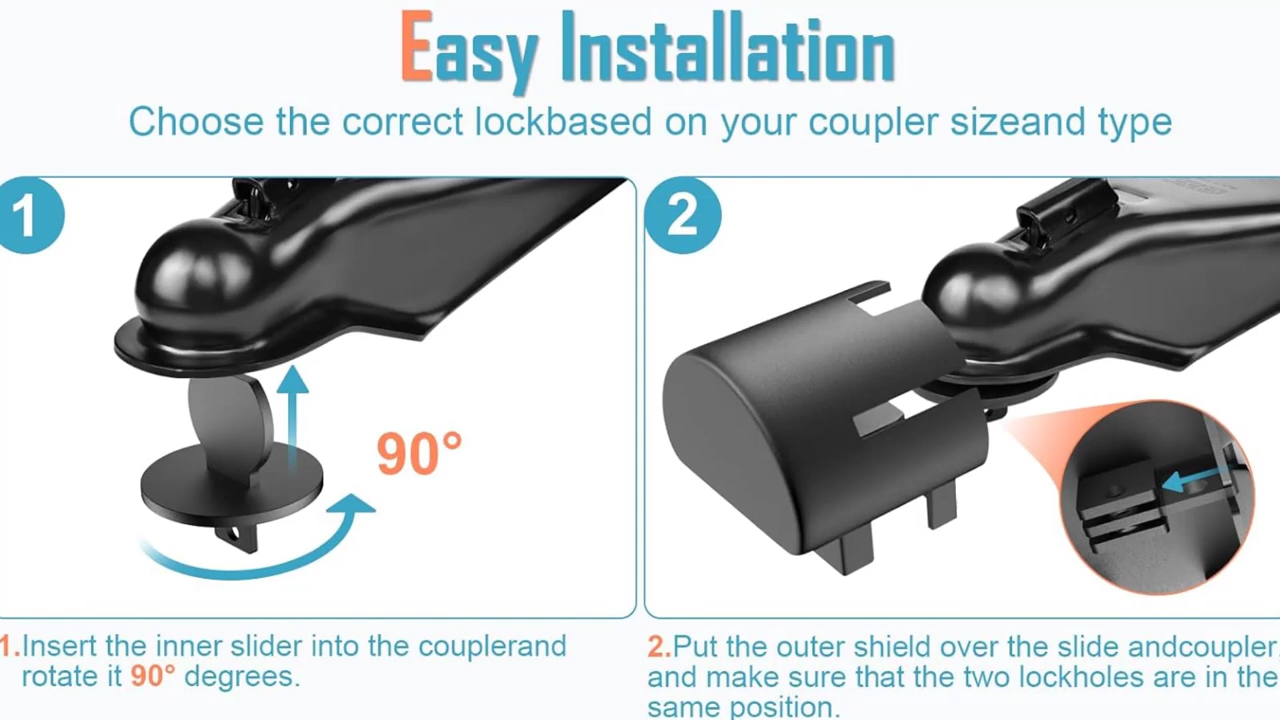 Easy Installation
Choose the correct lockbased on your coupler sizeand type
1
2
90°
1.Insert the inner slider into the couplerand
rotate it 90° degrees.
2.Put the outer shield over the slide andcoupler,
and make sure that the two lockholes are in the
same position.